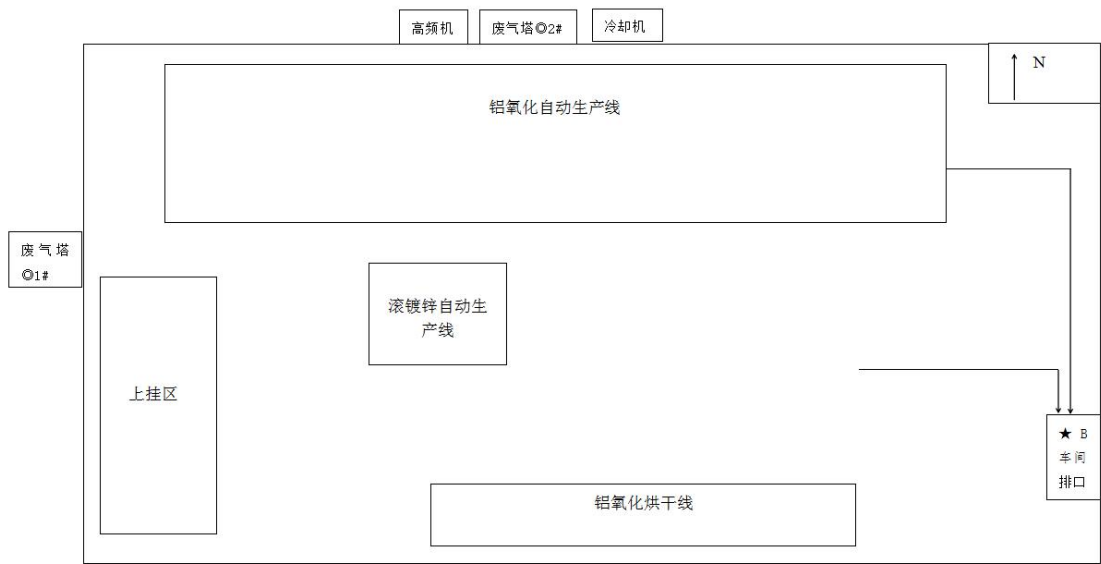 高频机
废气塔◎2#
冷却机
N
铝氧化自动生产线
废气塔
◎1#
滚镀锌自动生
产线
上挂区
★ B
车间
排口
铝氧化烘干线